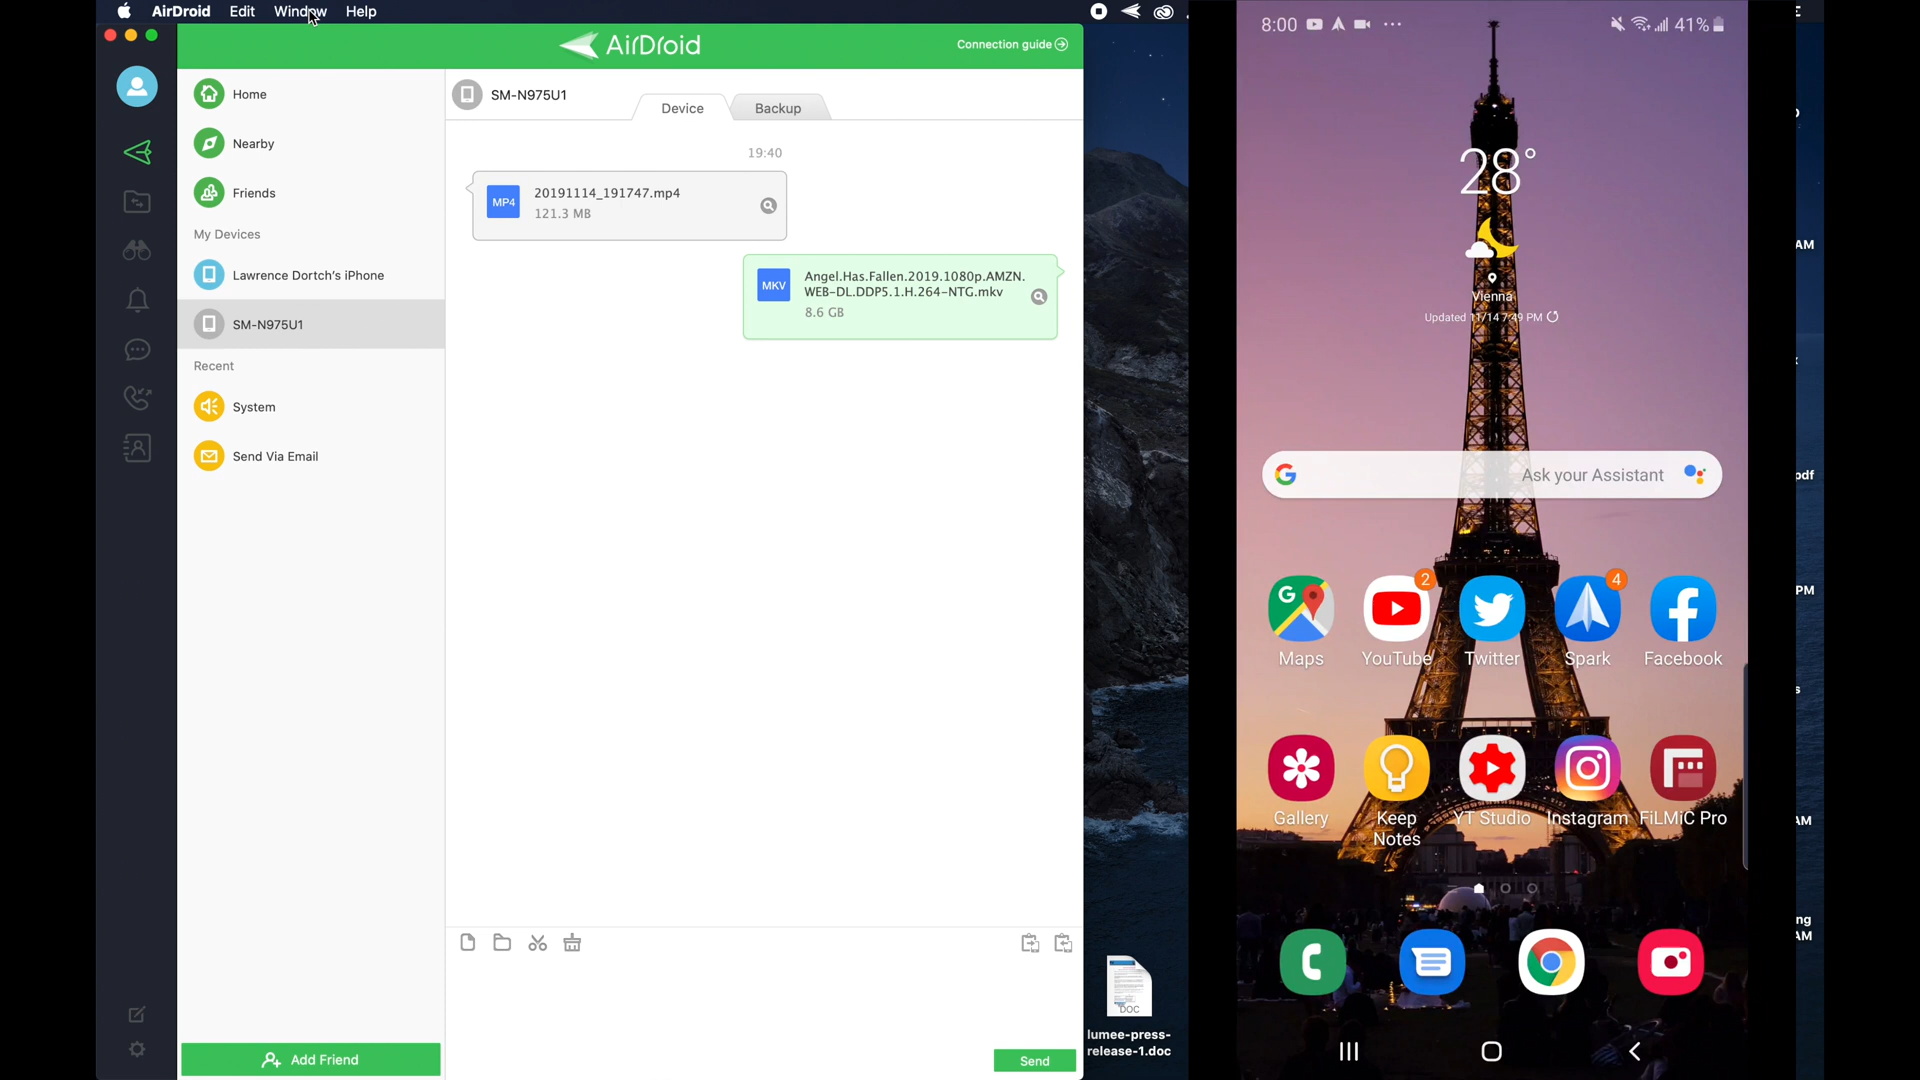 AirDroid Edit Window Help
AirDroid
Connection guide
Home
Nearby
Friends
My Devices
Lawrence Dortch's iPhone
SM-N975U1
Recent
System
Send Via Email
Add Friend
SM-N975U1
Device
Backup
19:40
MP4
20191114_191747.mp4
121.3 MB
MKV
Angel.Has.Fallen.2019.1080p.AMZN.
WEB-DL.DDP5.1.H.264-NTG.mkv
8.6 GB
Send
DOC
lumee-press-
release-1.doc
8:00
41%
28°
Vienna
Updated 11/14 7:49 PM
G
Ask your Assistant
G
2
4
Maps
YouTube
Twitter
Spark
Facebook
Gallery
Keep
Notes
YT Studio
Instagram
FiLMiC Pro
AM
pdf
PM
s
AM
ng
AM